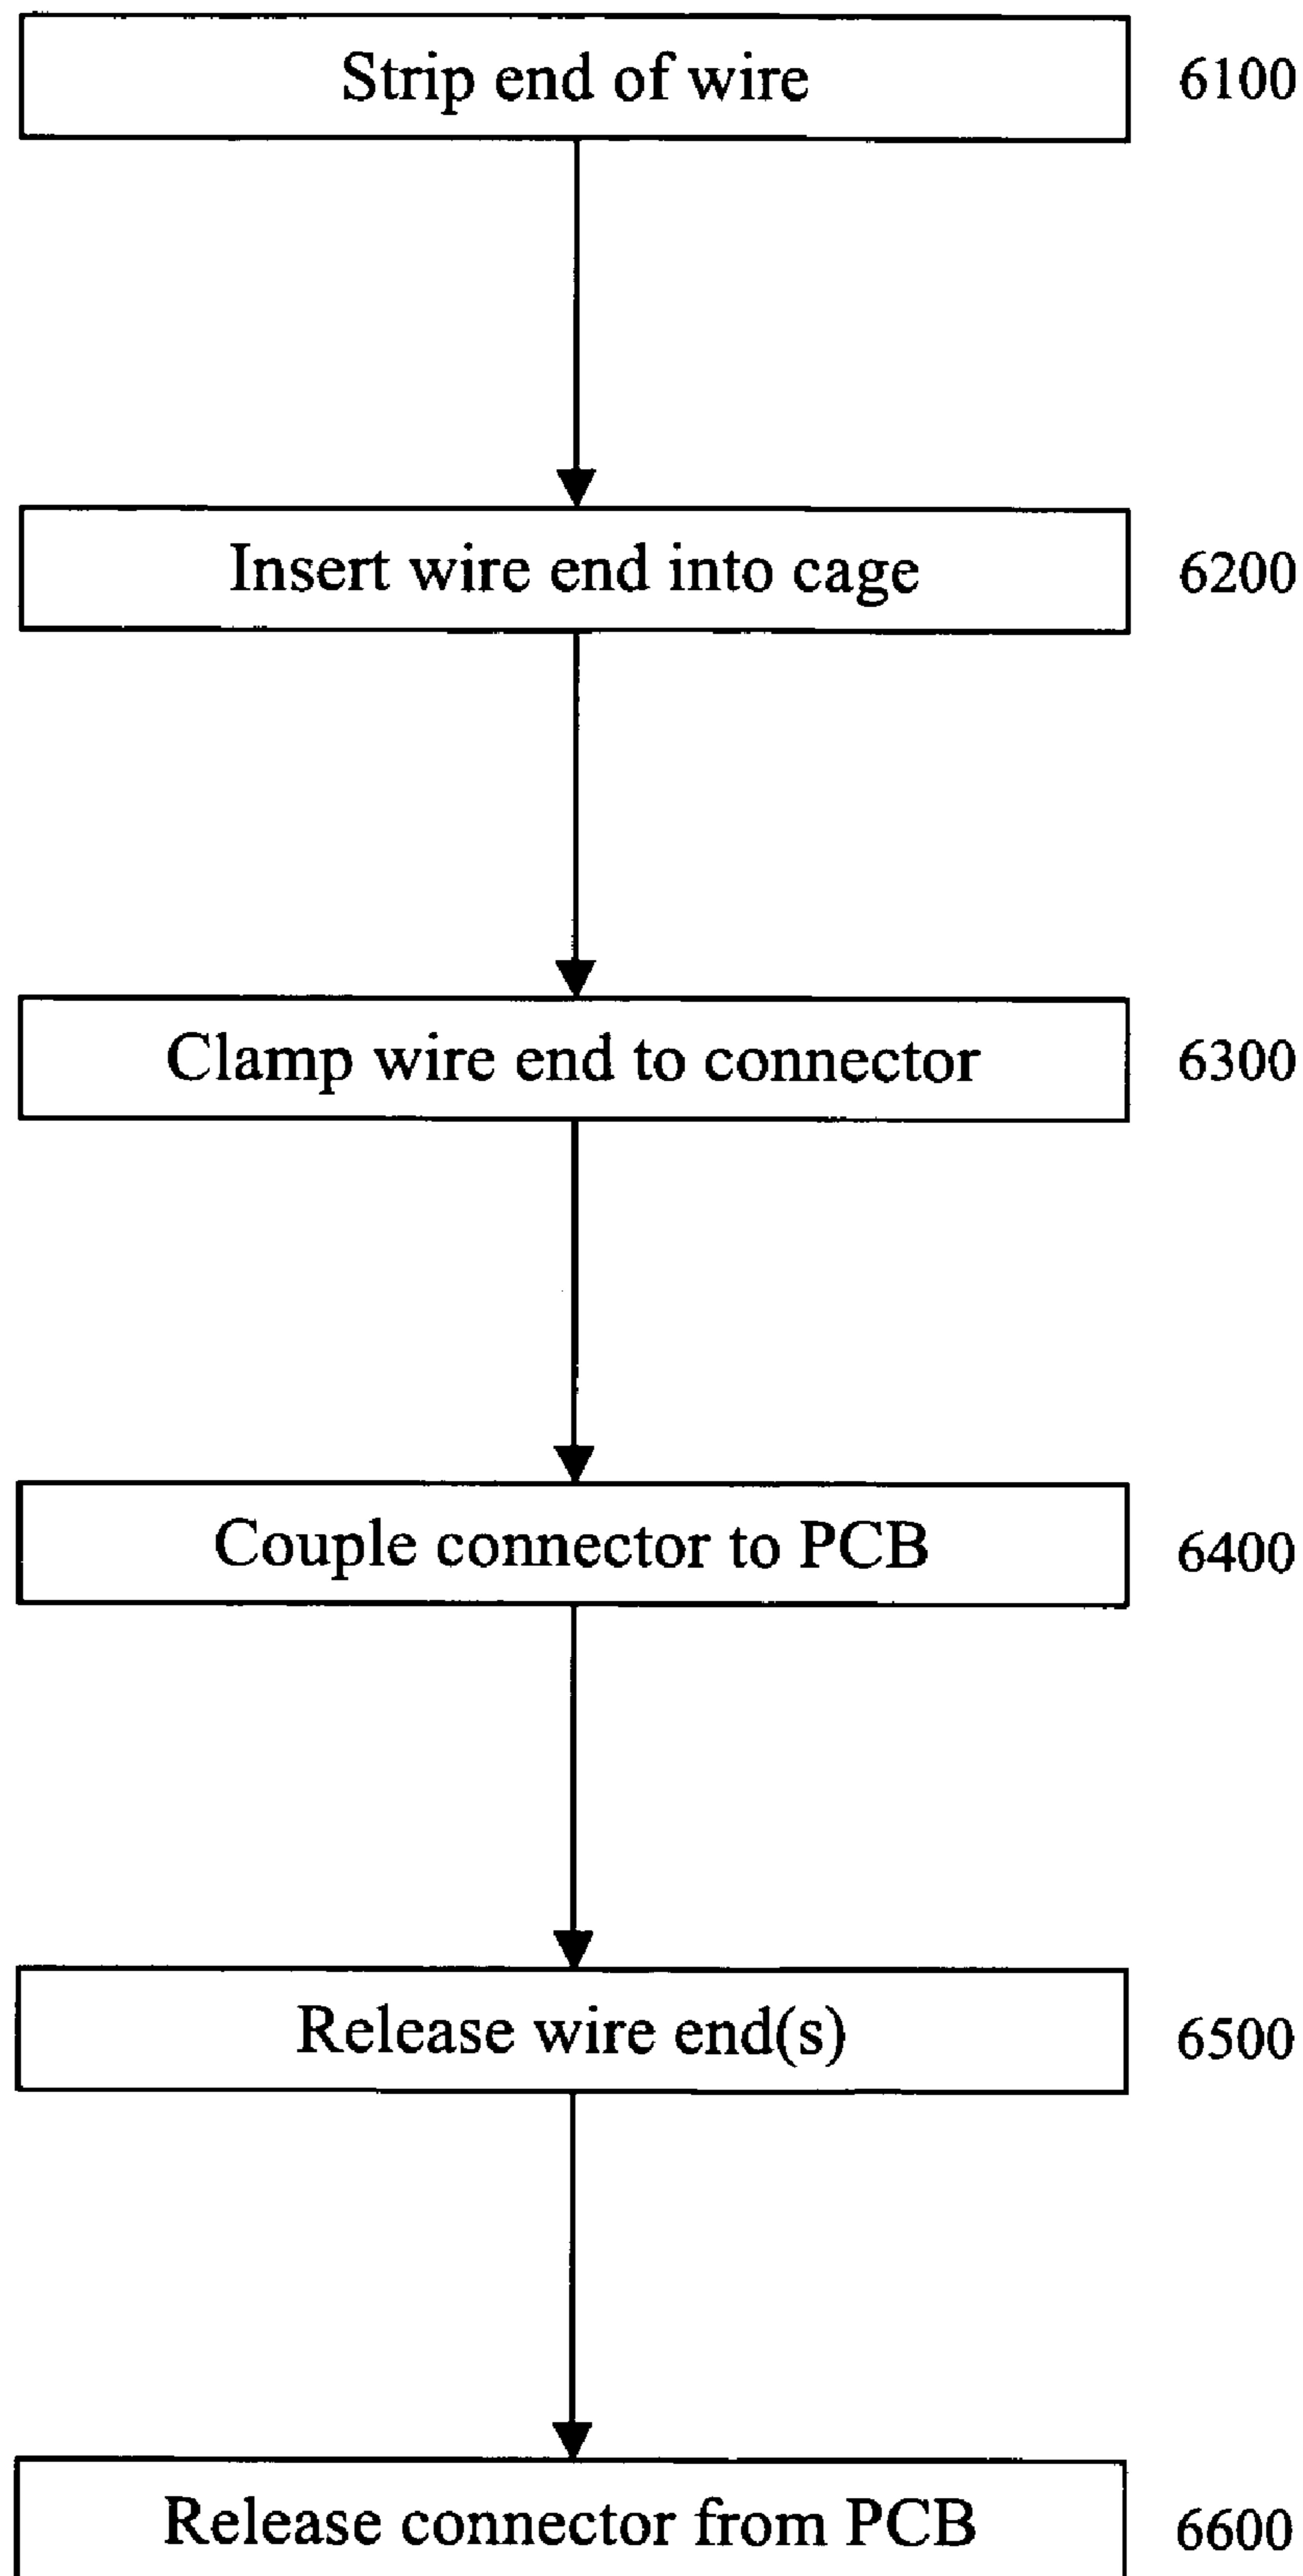 Strip end of wire 6100
Insert wire end into cage 6200
Clamp wire end to connector 6300
Couple connector to PCB 6400
Release wire end(s) 6500
Release connector from PCB 6600